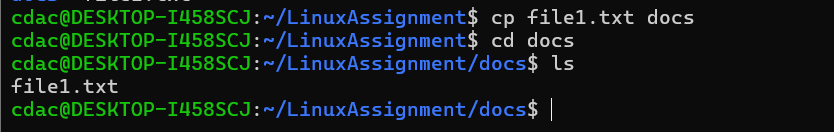 cdac@DESKTOP-I458SCJ:~/LinuxAssignment$ cp file1.txt docs
cdac@DESKTOP-I458SCJ:~/LinuxAssignment$ cd docs
cdac@DESKTOP-I458SCJ:~/LinuxAssignment/docs$ ls
file1.txt
cdac@DESKTOP-I458SCJ:~/LinuxAssignment/docs$